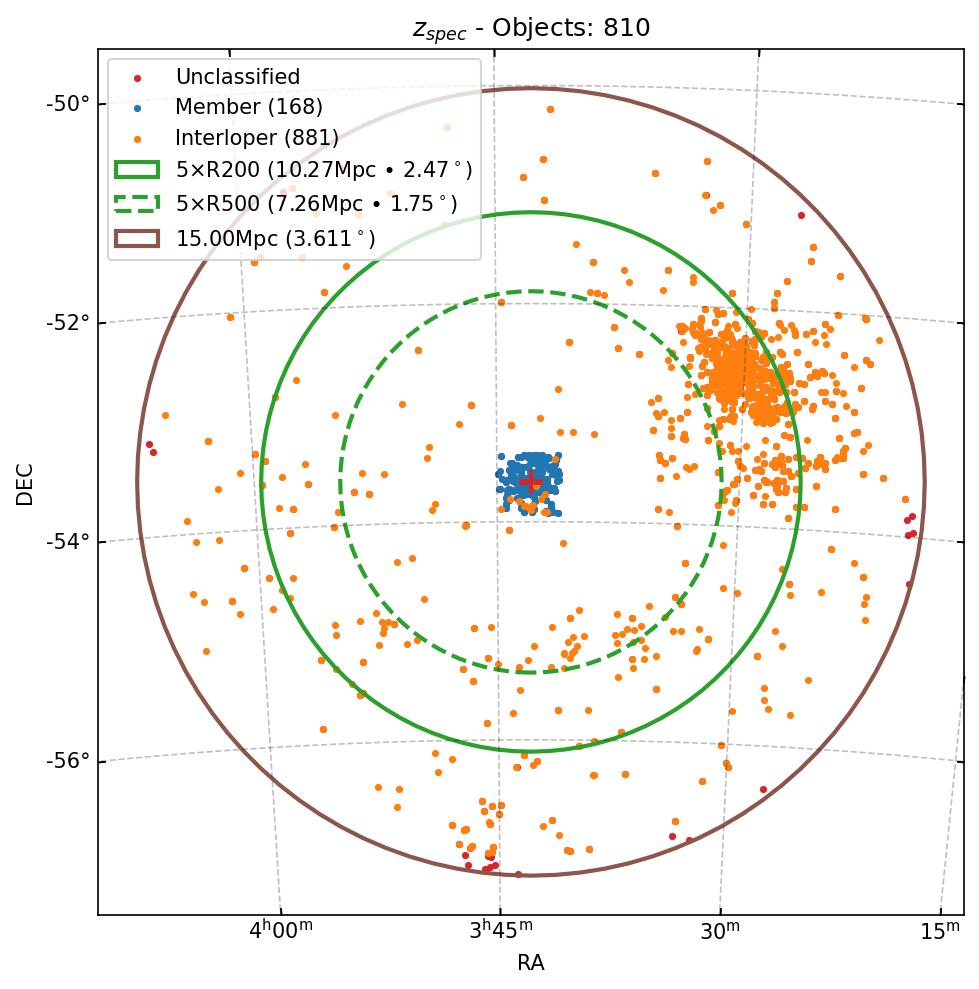 z_spec - Objects: 810
Unclassified
Member (168)
Interloper (881)
5×R200 (10.27Mpc • 2.47°)
5×R500 (7.26Mpc • 1.75°)
15.00Mpc (3.611°)
-50°
-52°
-54°
-56°
DEC
4h00m 3h45m 30m 15m
RA